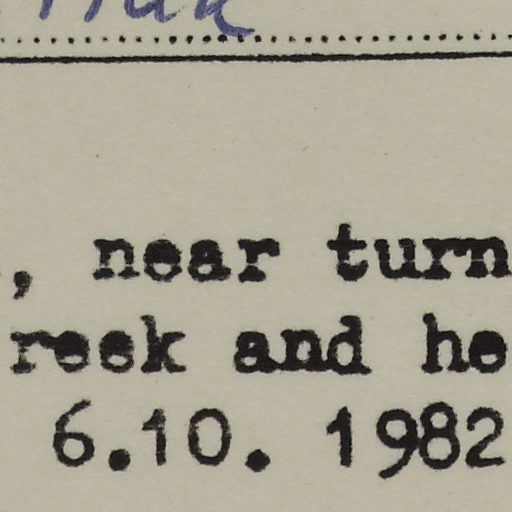 , near turn
reek and he
6.10. 1982